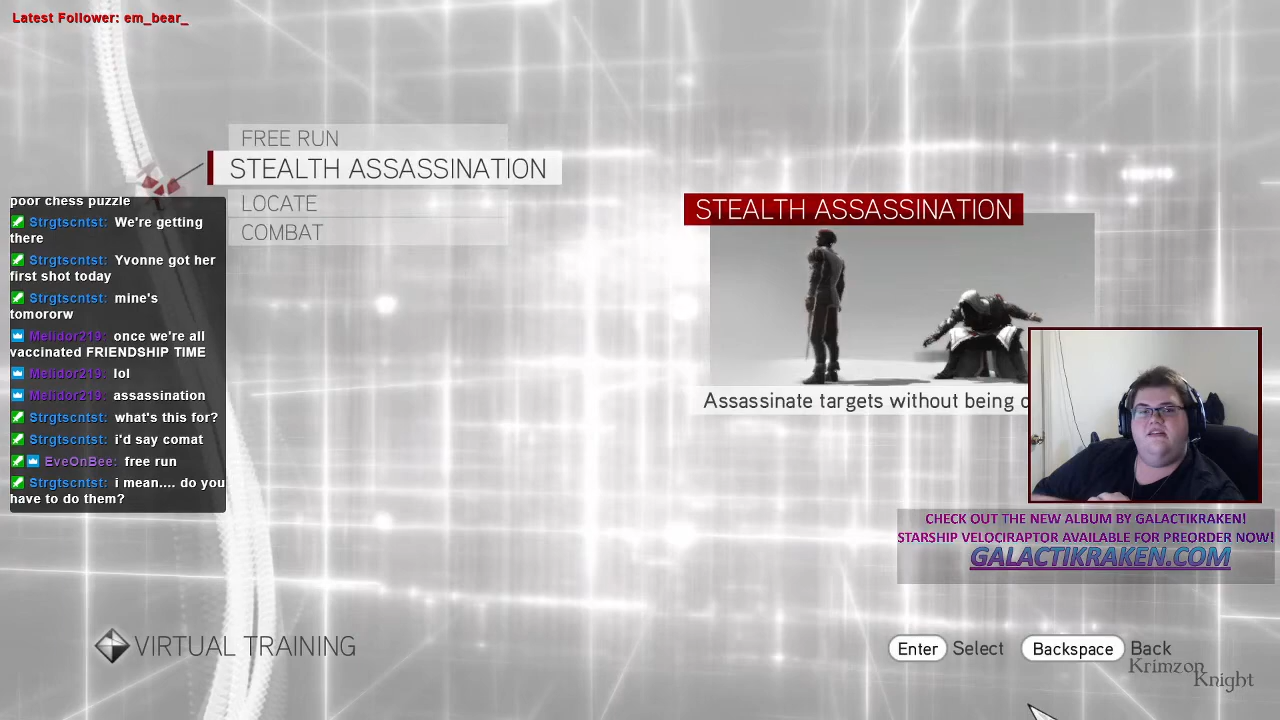 Latest Follower: em_bear_
FREE RUN
STEALTH ASSASSINATION
LOCATE
COMBAT
poor chess puzzle
Strgtscntst: We're getting
there
Strgtscntst: Yvonne got her
first shot today
Strgtscntst: mine's
tomororw
Melidor219: once we're all
vaccinated FRIENDSHIP TIME
Melidor219: lol
Melidor219: assassination
Strgtscntst: what's this for?
Strgtscntst: i'd say comat
EveOnBee: free run
Strgtscntst: i mean.... do you
have to do them?
STEALTH ASSASSINATION
Assassinate targets without being
CHECK OUT THE NEW ALBUM BY GALACTIKRAKEN!
STARSHIP VELOCIRAPTOR AVAILABLE FOR PREORDER NOW!
GALACTIKRAKEN.COM
VIRTUAL TRAINING
Enter Select Backspace Back
Krimzon
Knight